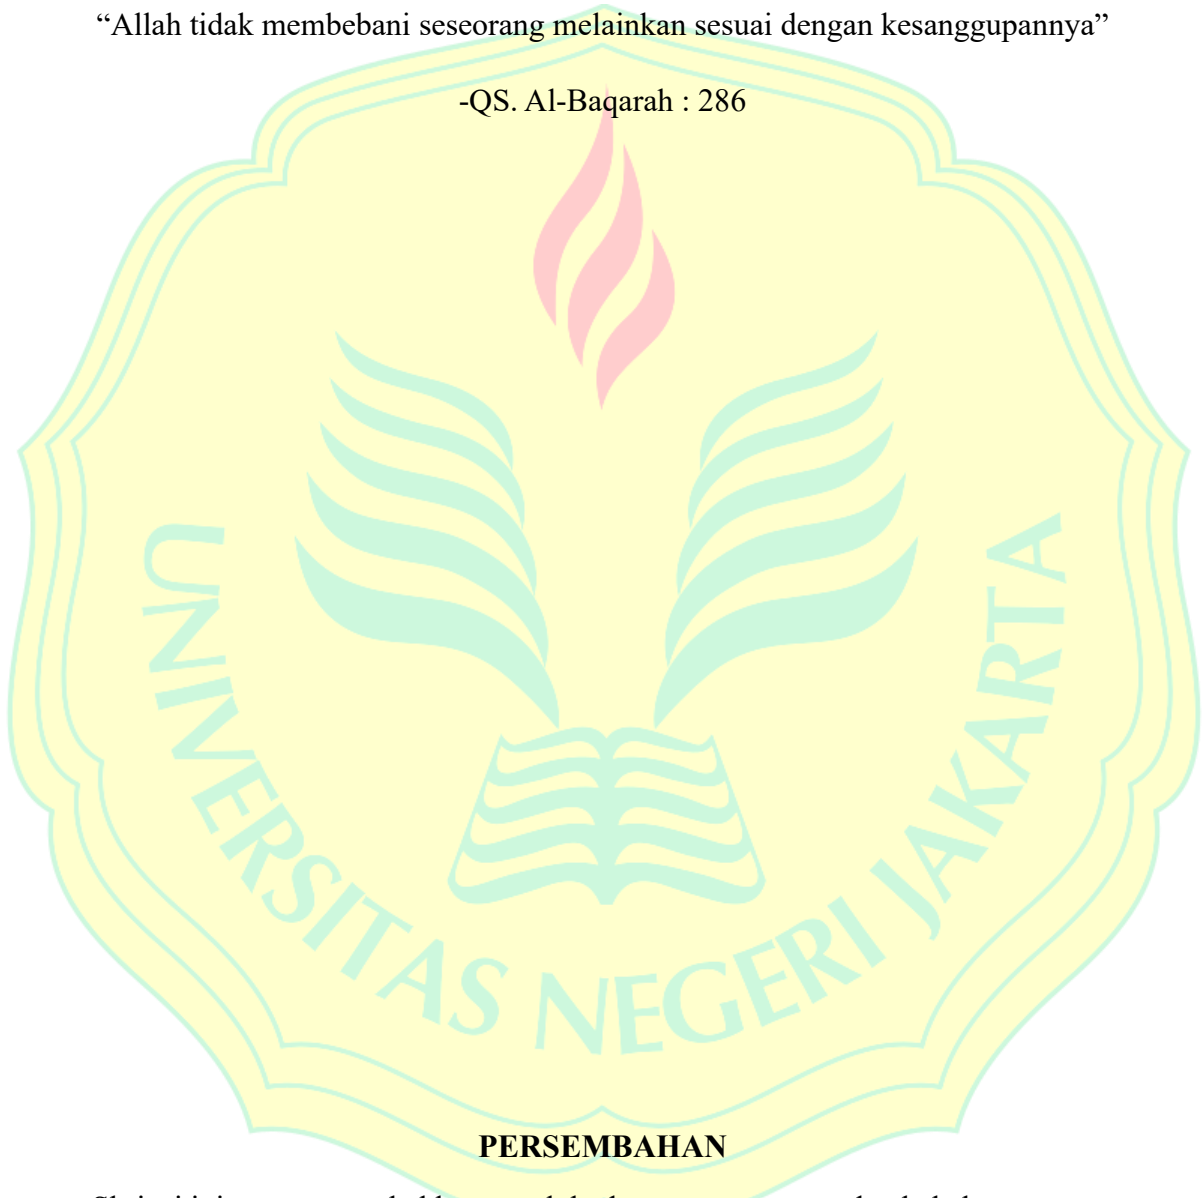 “Allah tidak membebani seseorang melainkan sesuai dengan kesanggupannya”
-QS. Al-Baqarah : 286
UNIVERSITAS NEGERI JAKARTA
PERSEMBAHAN